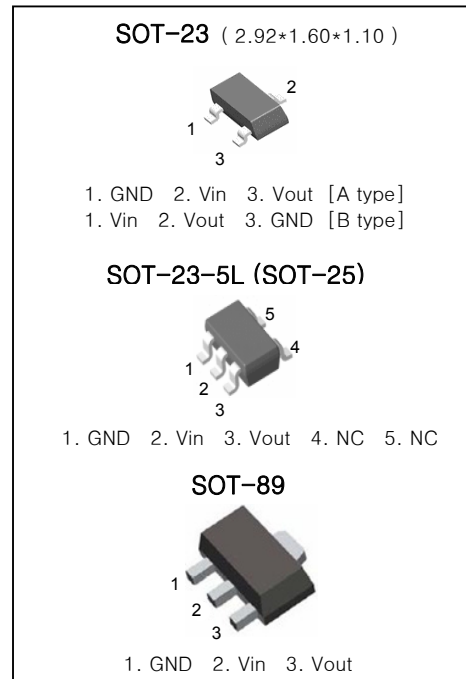 SOT-23 ( 2.92*1.60*1.10 )
2
1
3
1. GND 2. Vin 3. Vout [A type]
1. Vin 2. Vout 3. GND [B type]
SOT-23-5L (SOT-25)
5
4
1
2
3
1. GND 2. Vin 3. Vout 4. NC 5. NC
SOT-89
1
2
3
1. GND 2. Vin 3. Vout